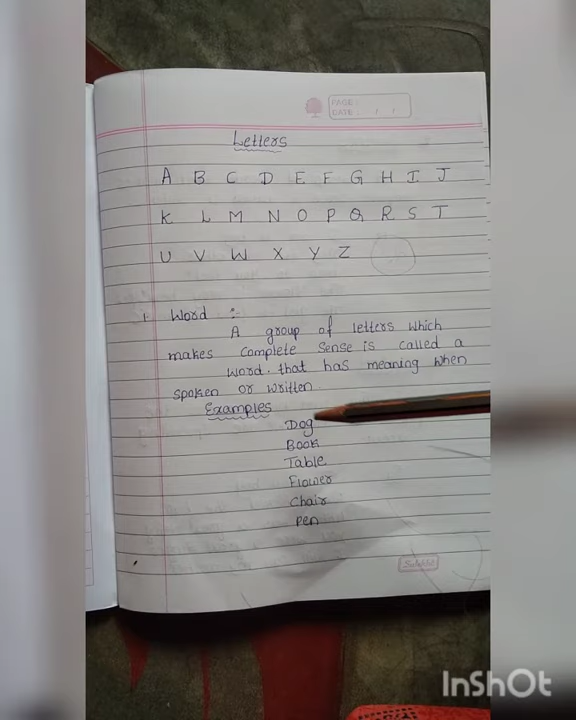 PAGE:
DATE: / /
Letters
A B C D E F G H I J
K L M N O P Q R S T
U V W X Y Z
1. Word :-
A group of letters which
makes complete sense is called a
word. that has meaning when
spoken or written.
Examples
Dog
Book
Table
Flower
Chair
Pen
InShOt